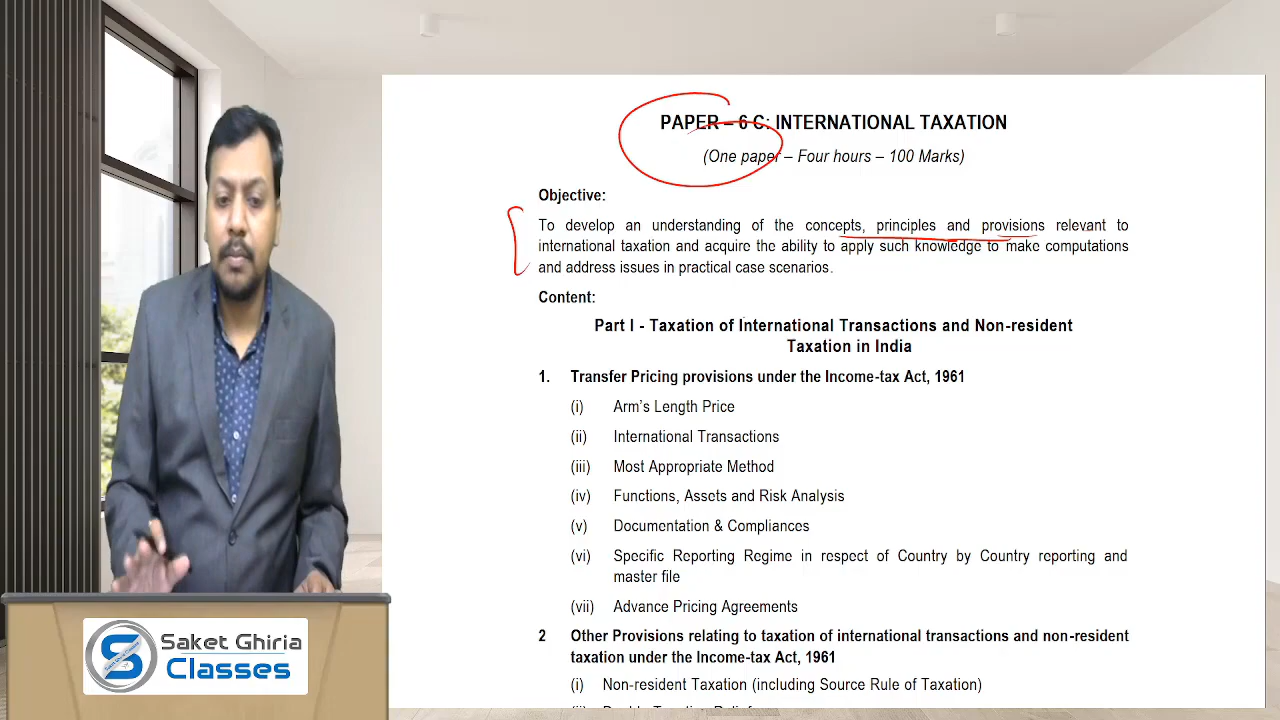 PAPER – 6 C: INTERNATIONAL TAXATION
(One paper – Four hours – 100 Marks)
Objective:
To develop an understanding of the concepts, principles and provisions relevant to
international taxation and acquire the ability to apply such knowledge to make computations
and address issues in practical case scenarios.
Content:
Part I - Taxation of International Transactions and Non-resident
Taxation in India
1. Transfer Pricing provisions under the Income-tax Act, 1961
(i) Arm's Length Price
(ii) International Transactions
(iii) Most Appropriate Method
(iv) Functions, Assets and Risk Analysis
(v) Documentation & Compliances
(vi) Specific Reporting Regime in respect of Country by Country reporting and
master file
(vii) Advance Pricing Agreements
2 Other Provisions relating to taxation of international transactions and non-resident
taxation under the Income-tax Act, 1961
(i) Non-resident Taxation (including Source Rule of Taxation)
Saket Ghiria
Classes